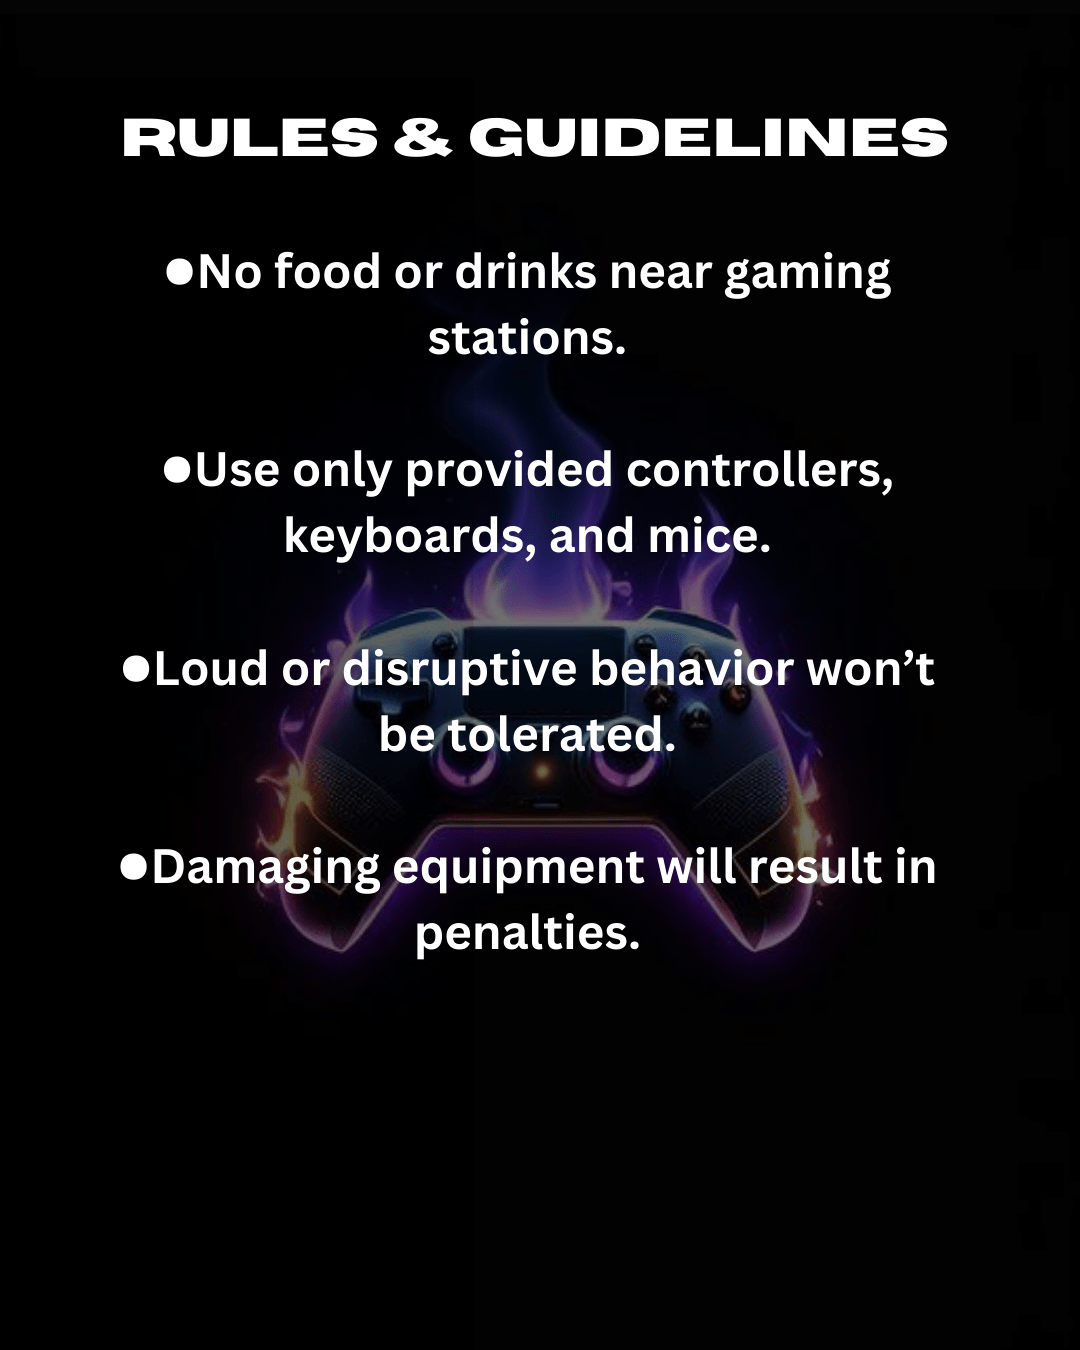 RULES & GUIDELINES
●No food or drinks near gaming
stations.
●Use only provided controllers,
keyboards, and mice.
●Loud or disruptive behavior won’t
be tolerated.
●Damaging equipment will result in
penalties.